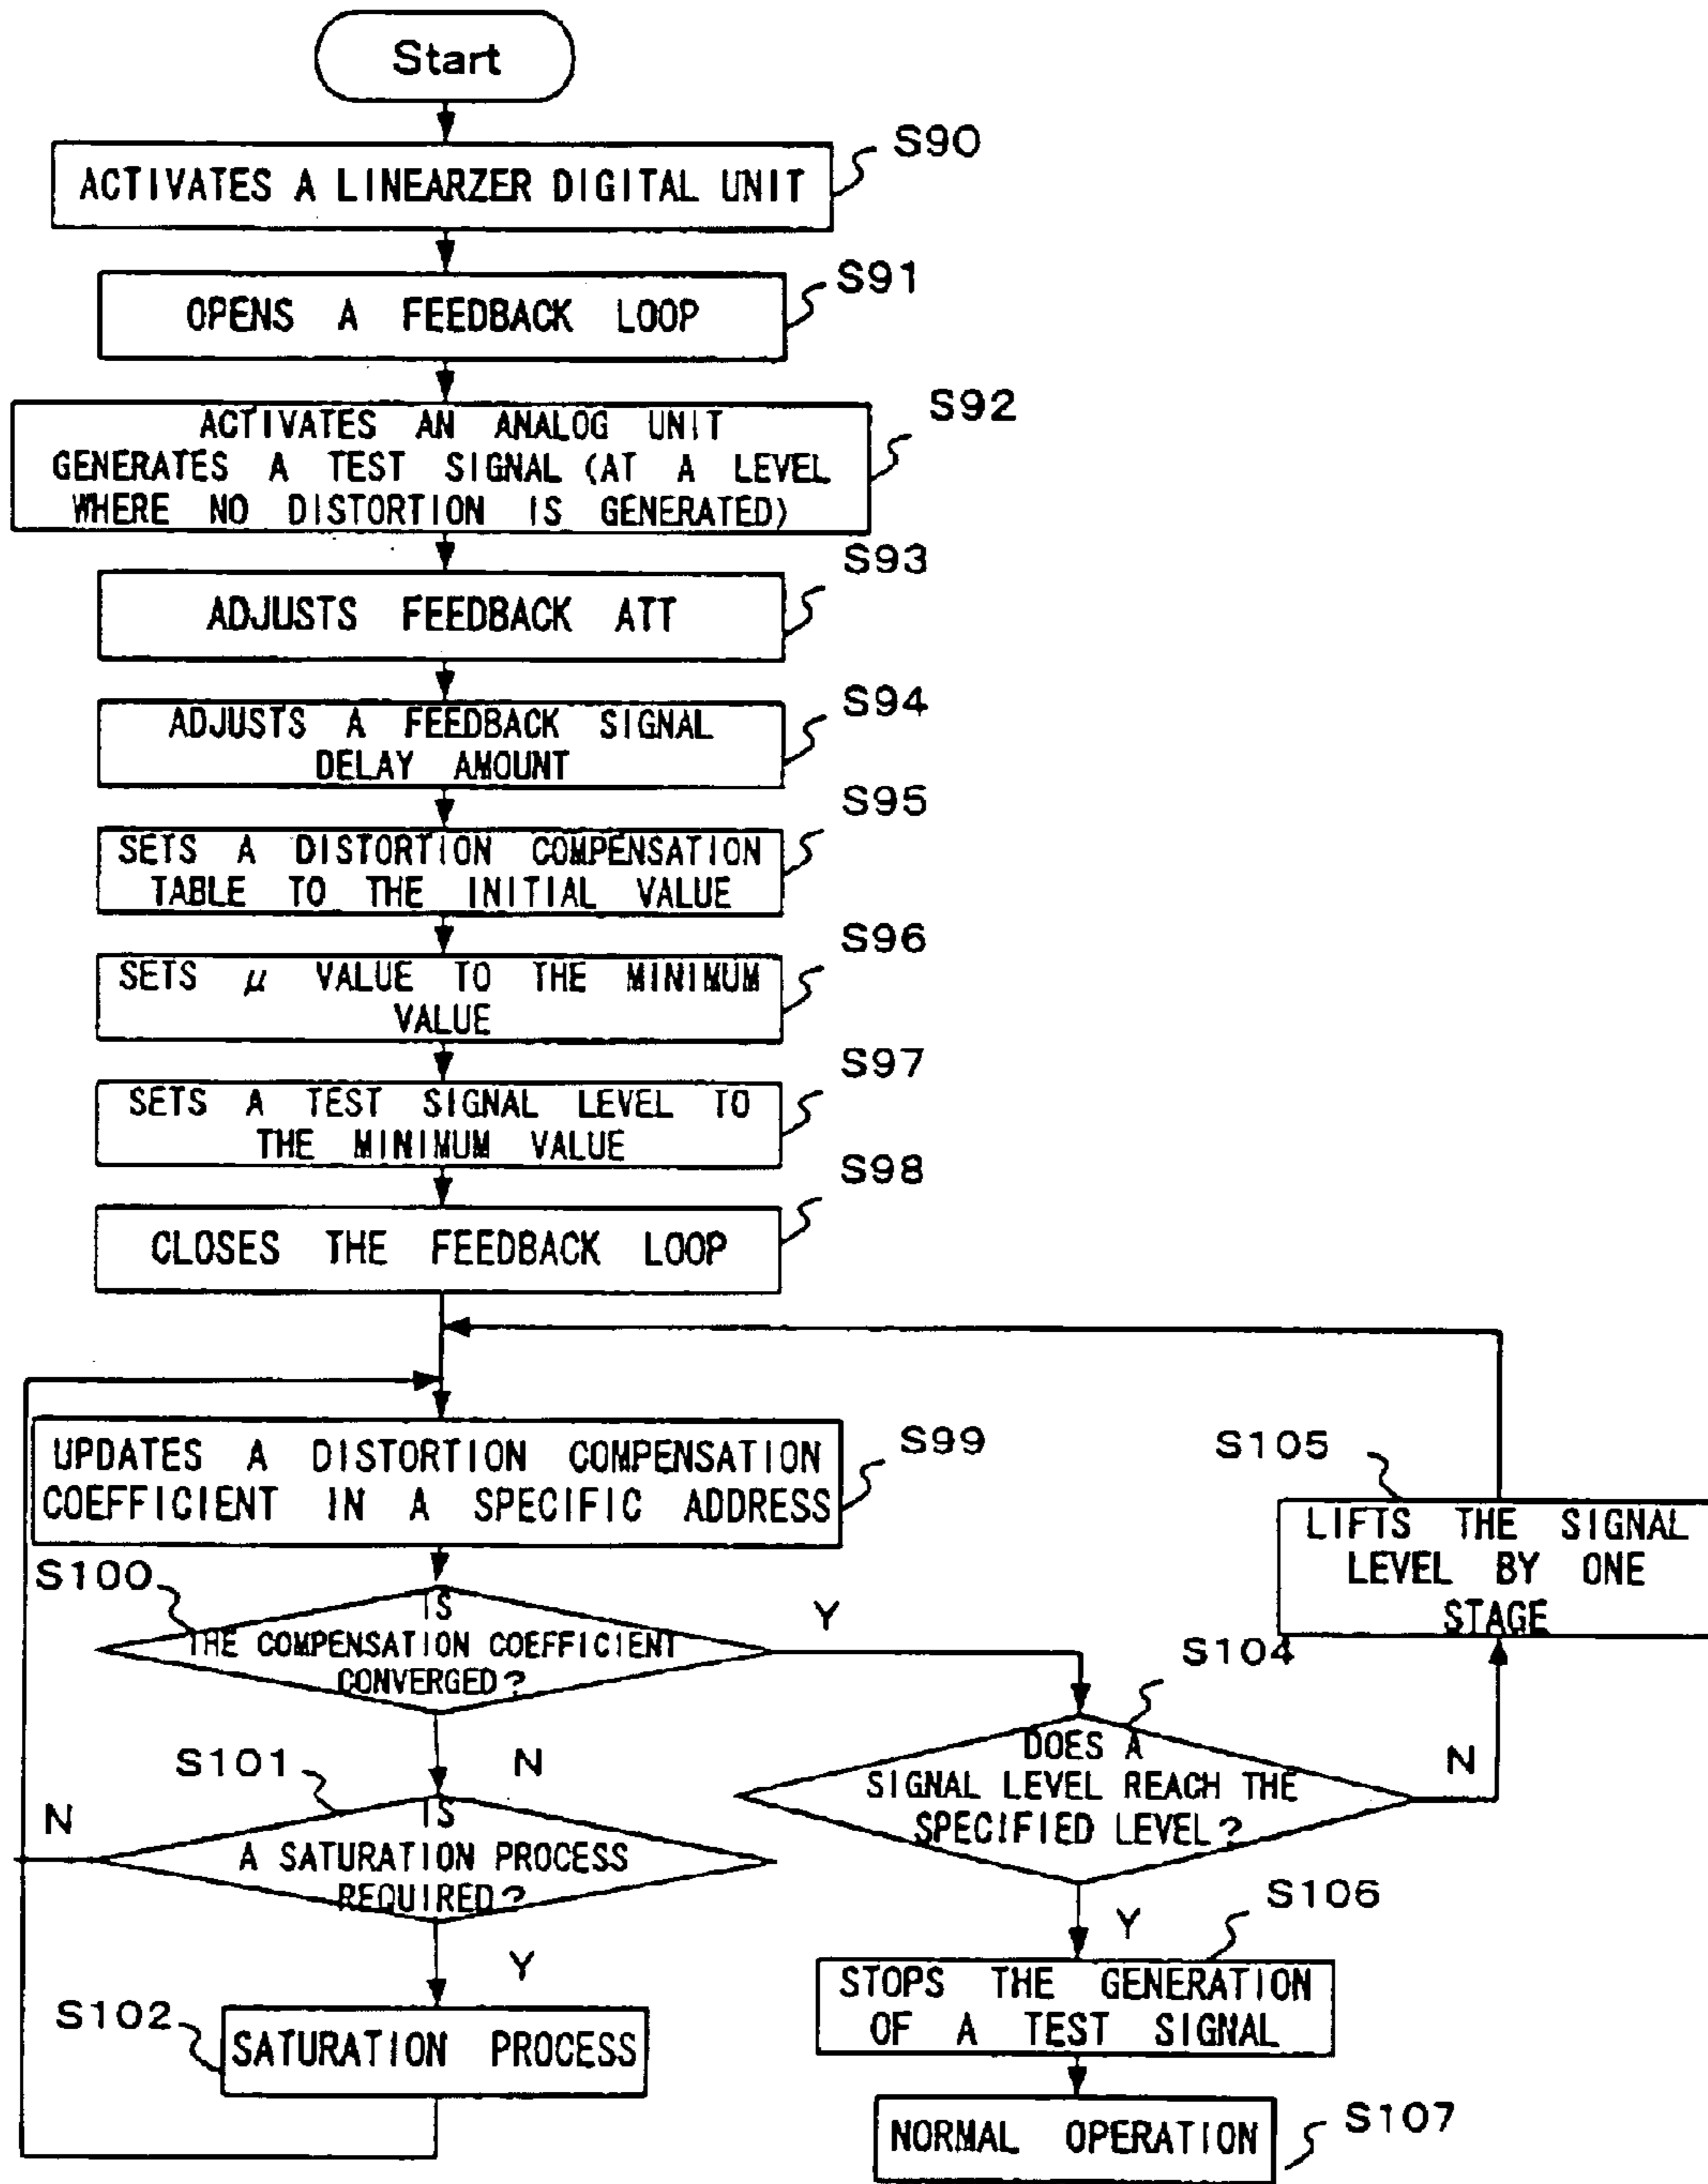 Start
S90
ACTIVATES A LINEARZER DIGITAL UNIT
S91
OPENS A FEEDBACK LOOP
S92
ACTIVATES AN ANALOG UNIT
GENERATES A TEST SIGNAL (AT A LEVEL
WHERE NO DISTORTION IS GENERATED)
S93
ADJUSTS FEEDBACK ATT
S94
ADJUSTS A FEEDBACK SIGNAL
DELAY AMOUNT
S95
SETS A DISTORTION COMPENSATION
TABLE TO THE INITIAL VALUE
S96
SETS μ VALUE TO THE MINIMUM
VALUE
S97
SETS A TEST SIGNAL LEVEL TO
THE MINIMUM VALUE
S98
CLOSES THE FEEDBACK LOOP
S99
UPDATES A DISTORTION COMPENSATION
COEFFICIENT IN A SPECIFIC ADDRESS
S100
IS
THE COMPENSATION COEFFICIENT
CONVERGED?
Y
N
S101
IS
A SATURATION PROCESS
REQUIRED?
N
Y
S102
SATURATION PROCESS
S104
DOES A
SIGNAL LEVEL REACH THE
SPECIFIED LEVEL?
N
Y
S105
LIFTS THE SIGNAL
LEVEL BY ONE
STAGE
S106
STOPS THE GENERATION
OF A TEST SIGNAL
S107
NORMAL OPERATION